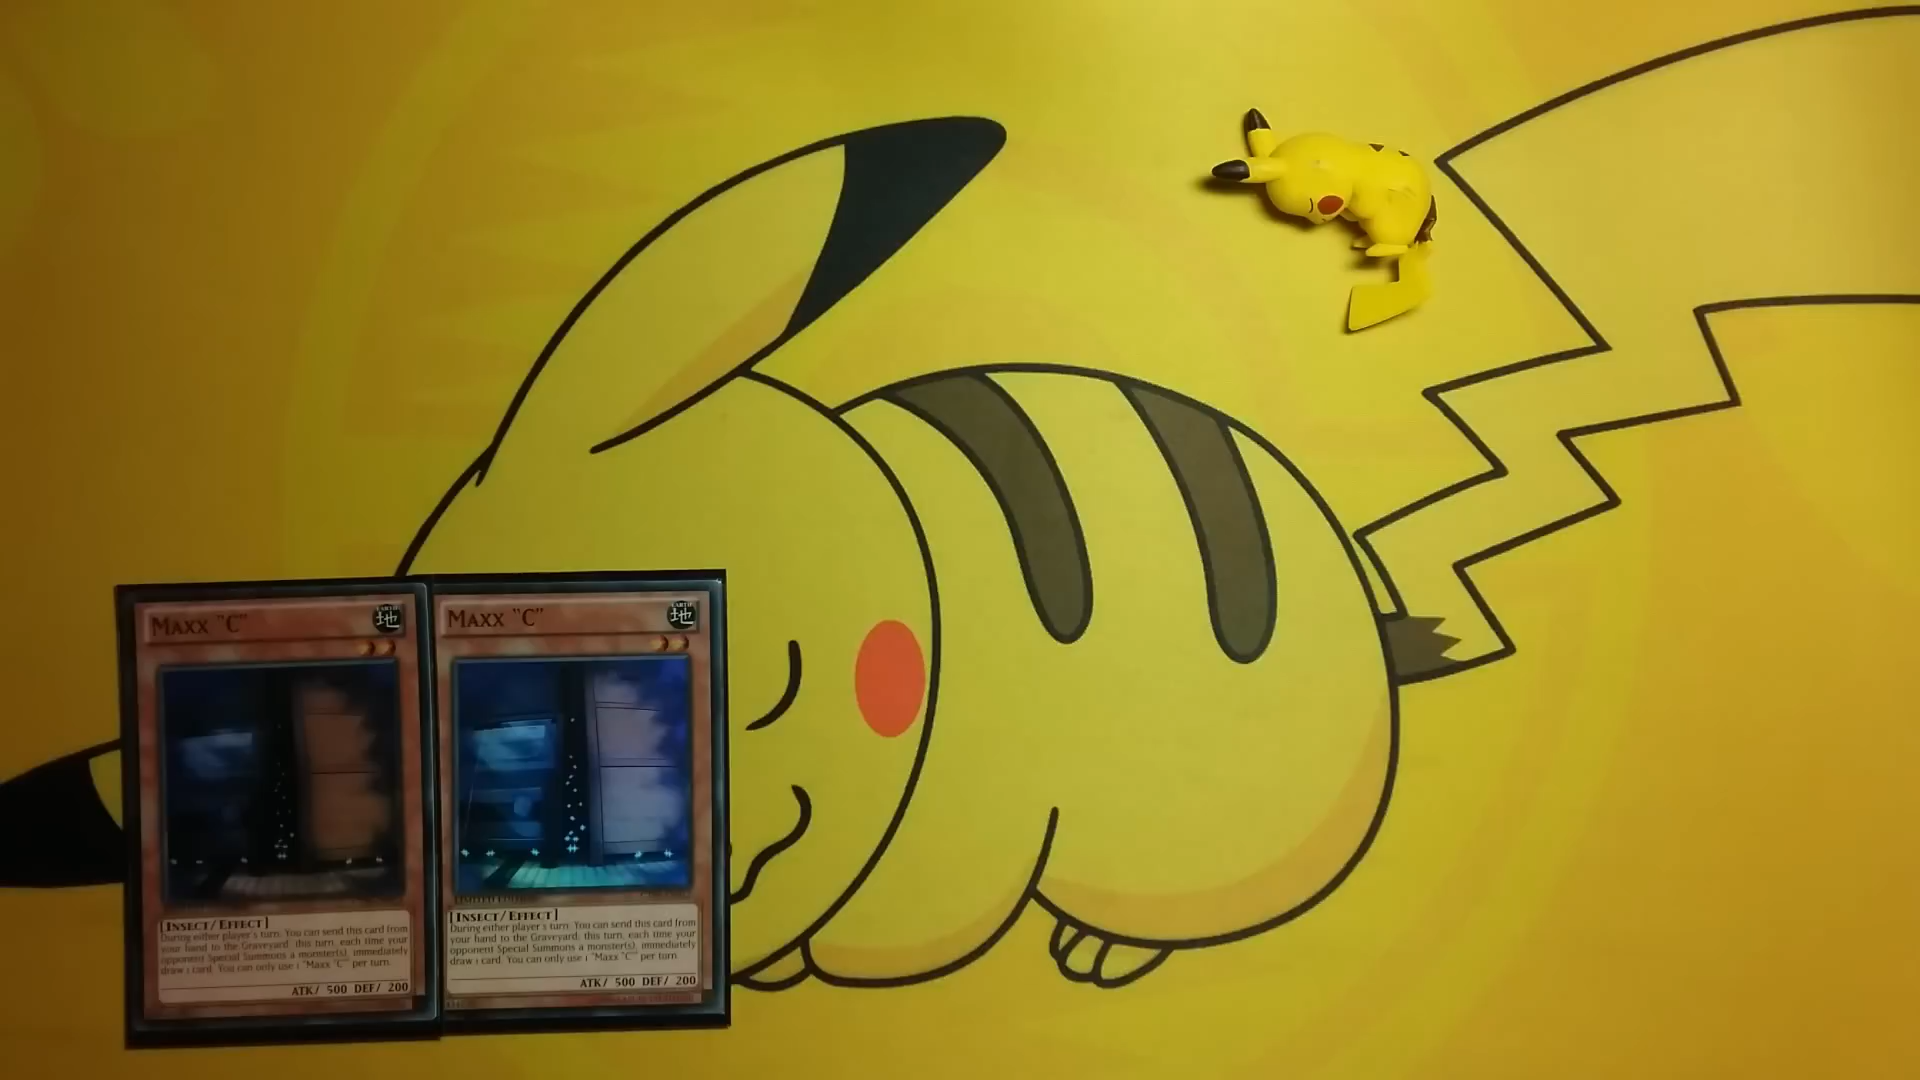 MAXX "C"
EARTH
地
[INSECT/EFFECT]
During either player's turn: You can send this card from
your hand to the Graveyard; this turn, each time your
opponent Special Summons a monster(s), immediately
draw 1 card. You can only use 1 "Maxx "C"" per turn.
ATK/ 500 DEF/ 200
MAXX "C"
EARTH
地
LIMITED EDITION
[INSECT/EFFECT]
During either player's turn: You can send this card from
your hand to the Graveyard; this turn, each time your
opponent Special Summons a monster(s), immediately
draw 1 card. You can only use 1 "Maxx "C"" per turn.
ATK/ 500 DEF/ 200